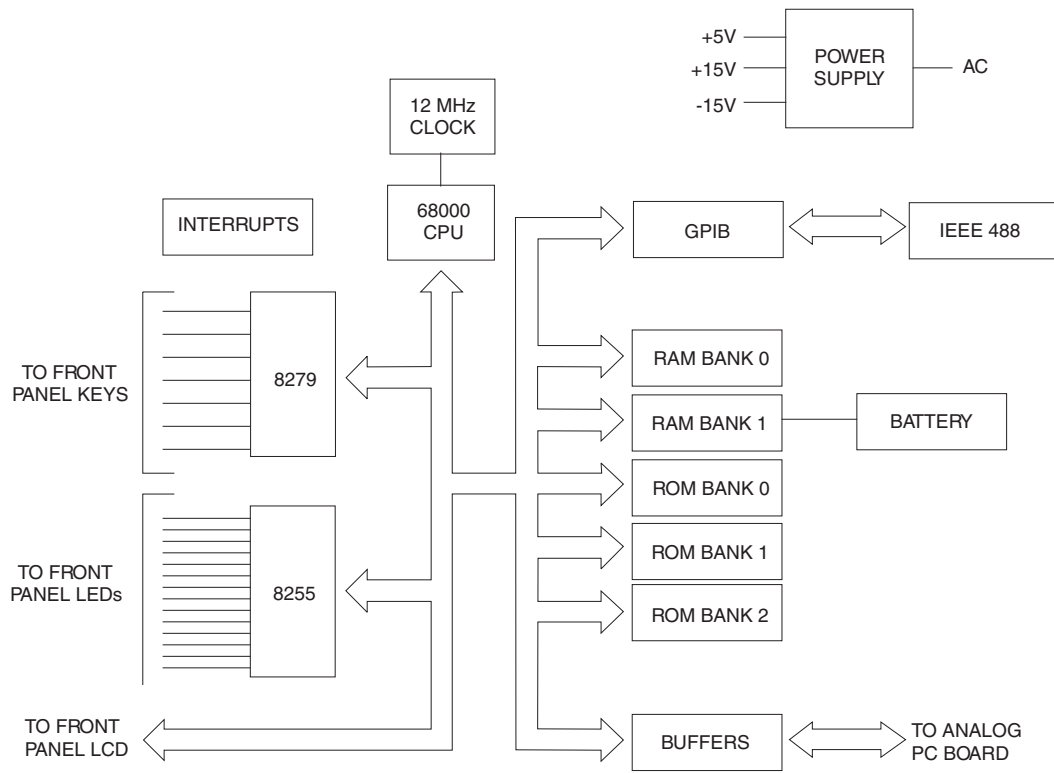 +5V
+15V
-15V
POWER
SUPPLY
AC
12 MHz
CLOCK
INTERRUPTS
68000
CPU
GPIB
IEEE 488
TO FRONT
PANEL KEYS
8279
RAM BANK 0
RAM BANK 1
BATTERY
ROM BANK 0
ROM BANK 1
ROM BANK 2
TO FRONT
PANEL LEDs
8255
TO FRONT
PANEL LCD
BUFFERS
TO ANALOG
PC BOARD